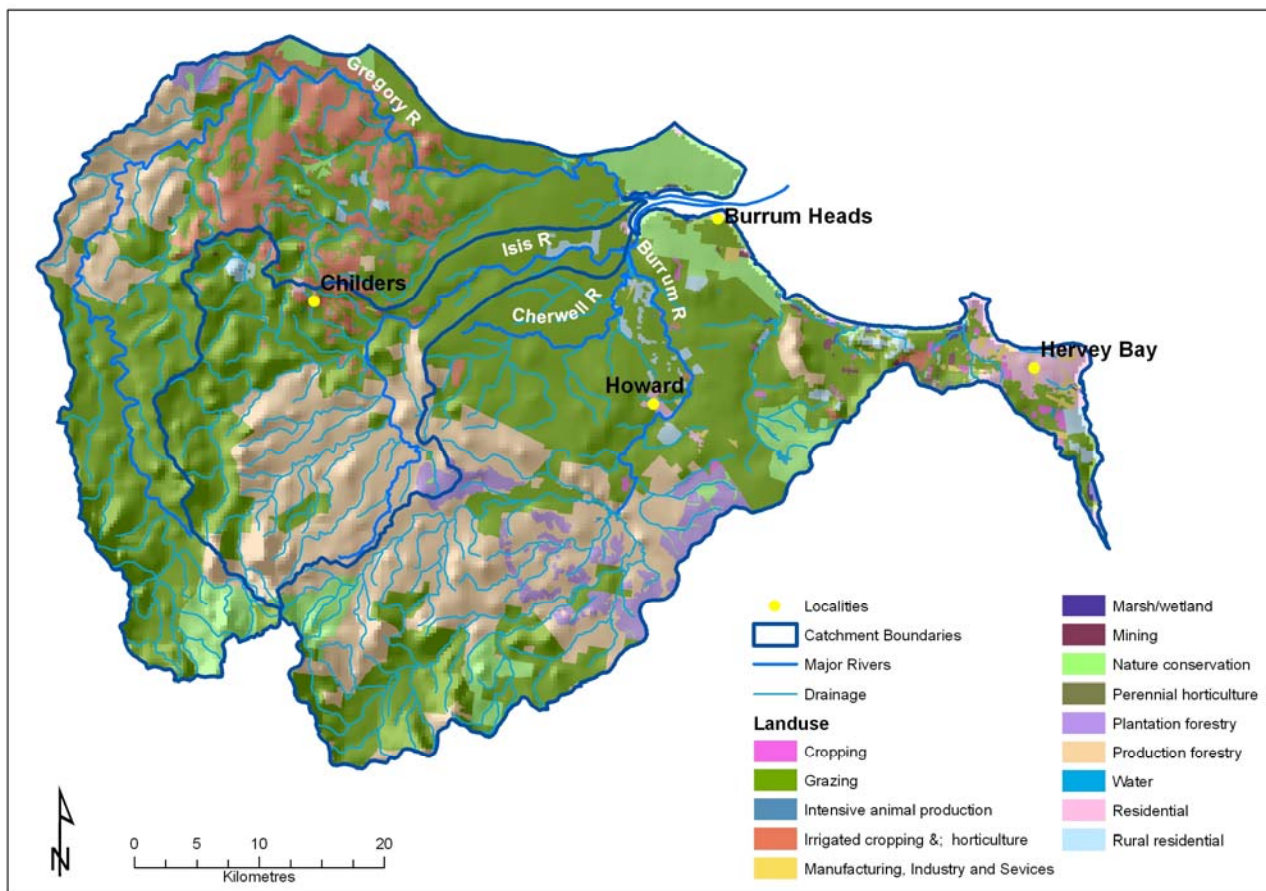 Gregory R
Burrum Heads
Isis R
Burrum R
Childers
Cherwell R
Hervey Bay
Howard
Localities
Catchment Boundaries
Major Rivers
Drainage
Landuse
Cropping
Grazing
Intensive animal production
Irrigated cropping &; horticulture
Manufacturing, Industry and Sevices
Marsh/wetland
Mining
Nature conservation
Perennial horticulture
Plantation forestry
Production forestry
Water
Residential
Rural residential
N
0 5 10 20
Kilometres